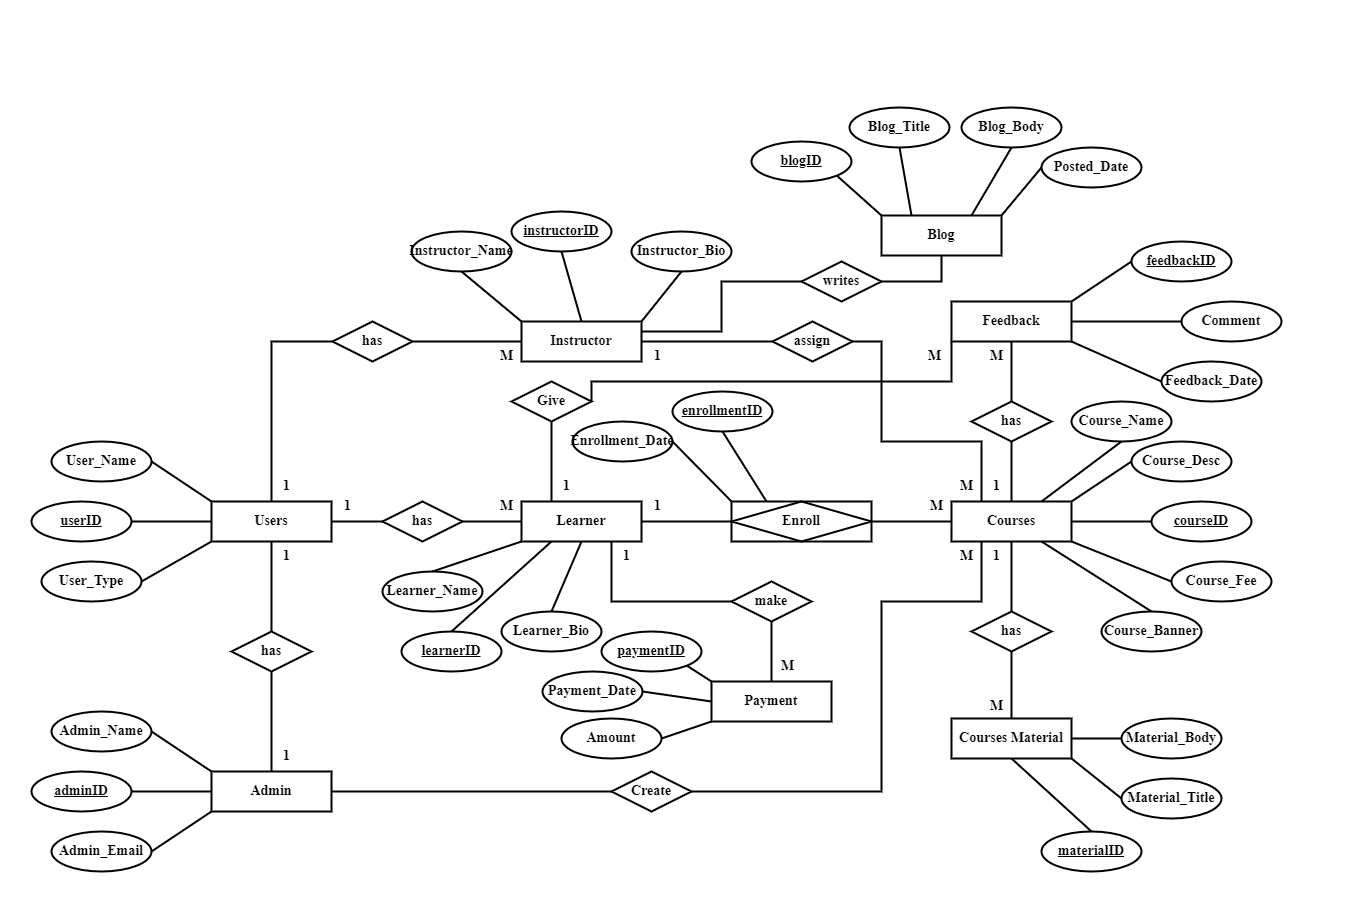 Blog_Title
Blog_Body
blogID
Posted_Date
Blog
instructorID
Instructor_Name
Instructor_Bio
feedbackID
writes
Feedback
Comment
has
Instructor
assign
M
1
M
M
Feedback_Date
Give
enrollmentID
has
Course_Name
Enrollment_Date
User_Name
Course_Desc
1
1
M
1
1
M
1
M
userID
Users
has
Learner
Enroll
Courses
courseID
1
1
M
1
User_Type
Learner_Name
make
Course_Fee
Learner_Bio
has
Course_Banner
has
learnerID
paymentID
M
Payment_Date
Payment
M
Admin_Name
Amount
Courses Material
Material_Body
1
adminID
Admin
Create
Material_Title
Admin_Email
materialID